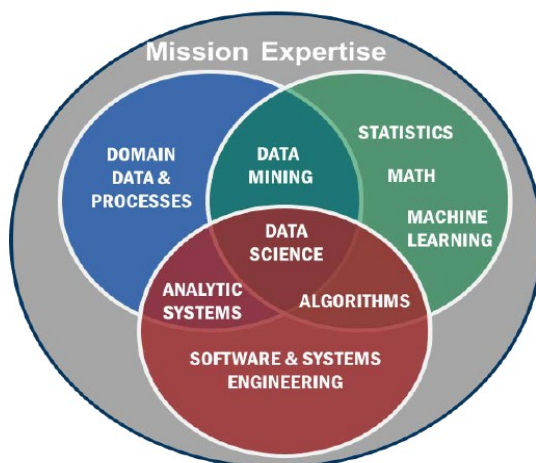 Mission Expertise
DOMAIN
DATA &
PROCESSES
DATA
MINING
STATISTICS
MATH
MACHINE
LEARNING
DATA
SCIENCE
ANALYTIC
SYSTEMS
ALGORITHMS
SOFTWARE & SYSTEMS
ENGINEERING